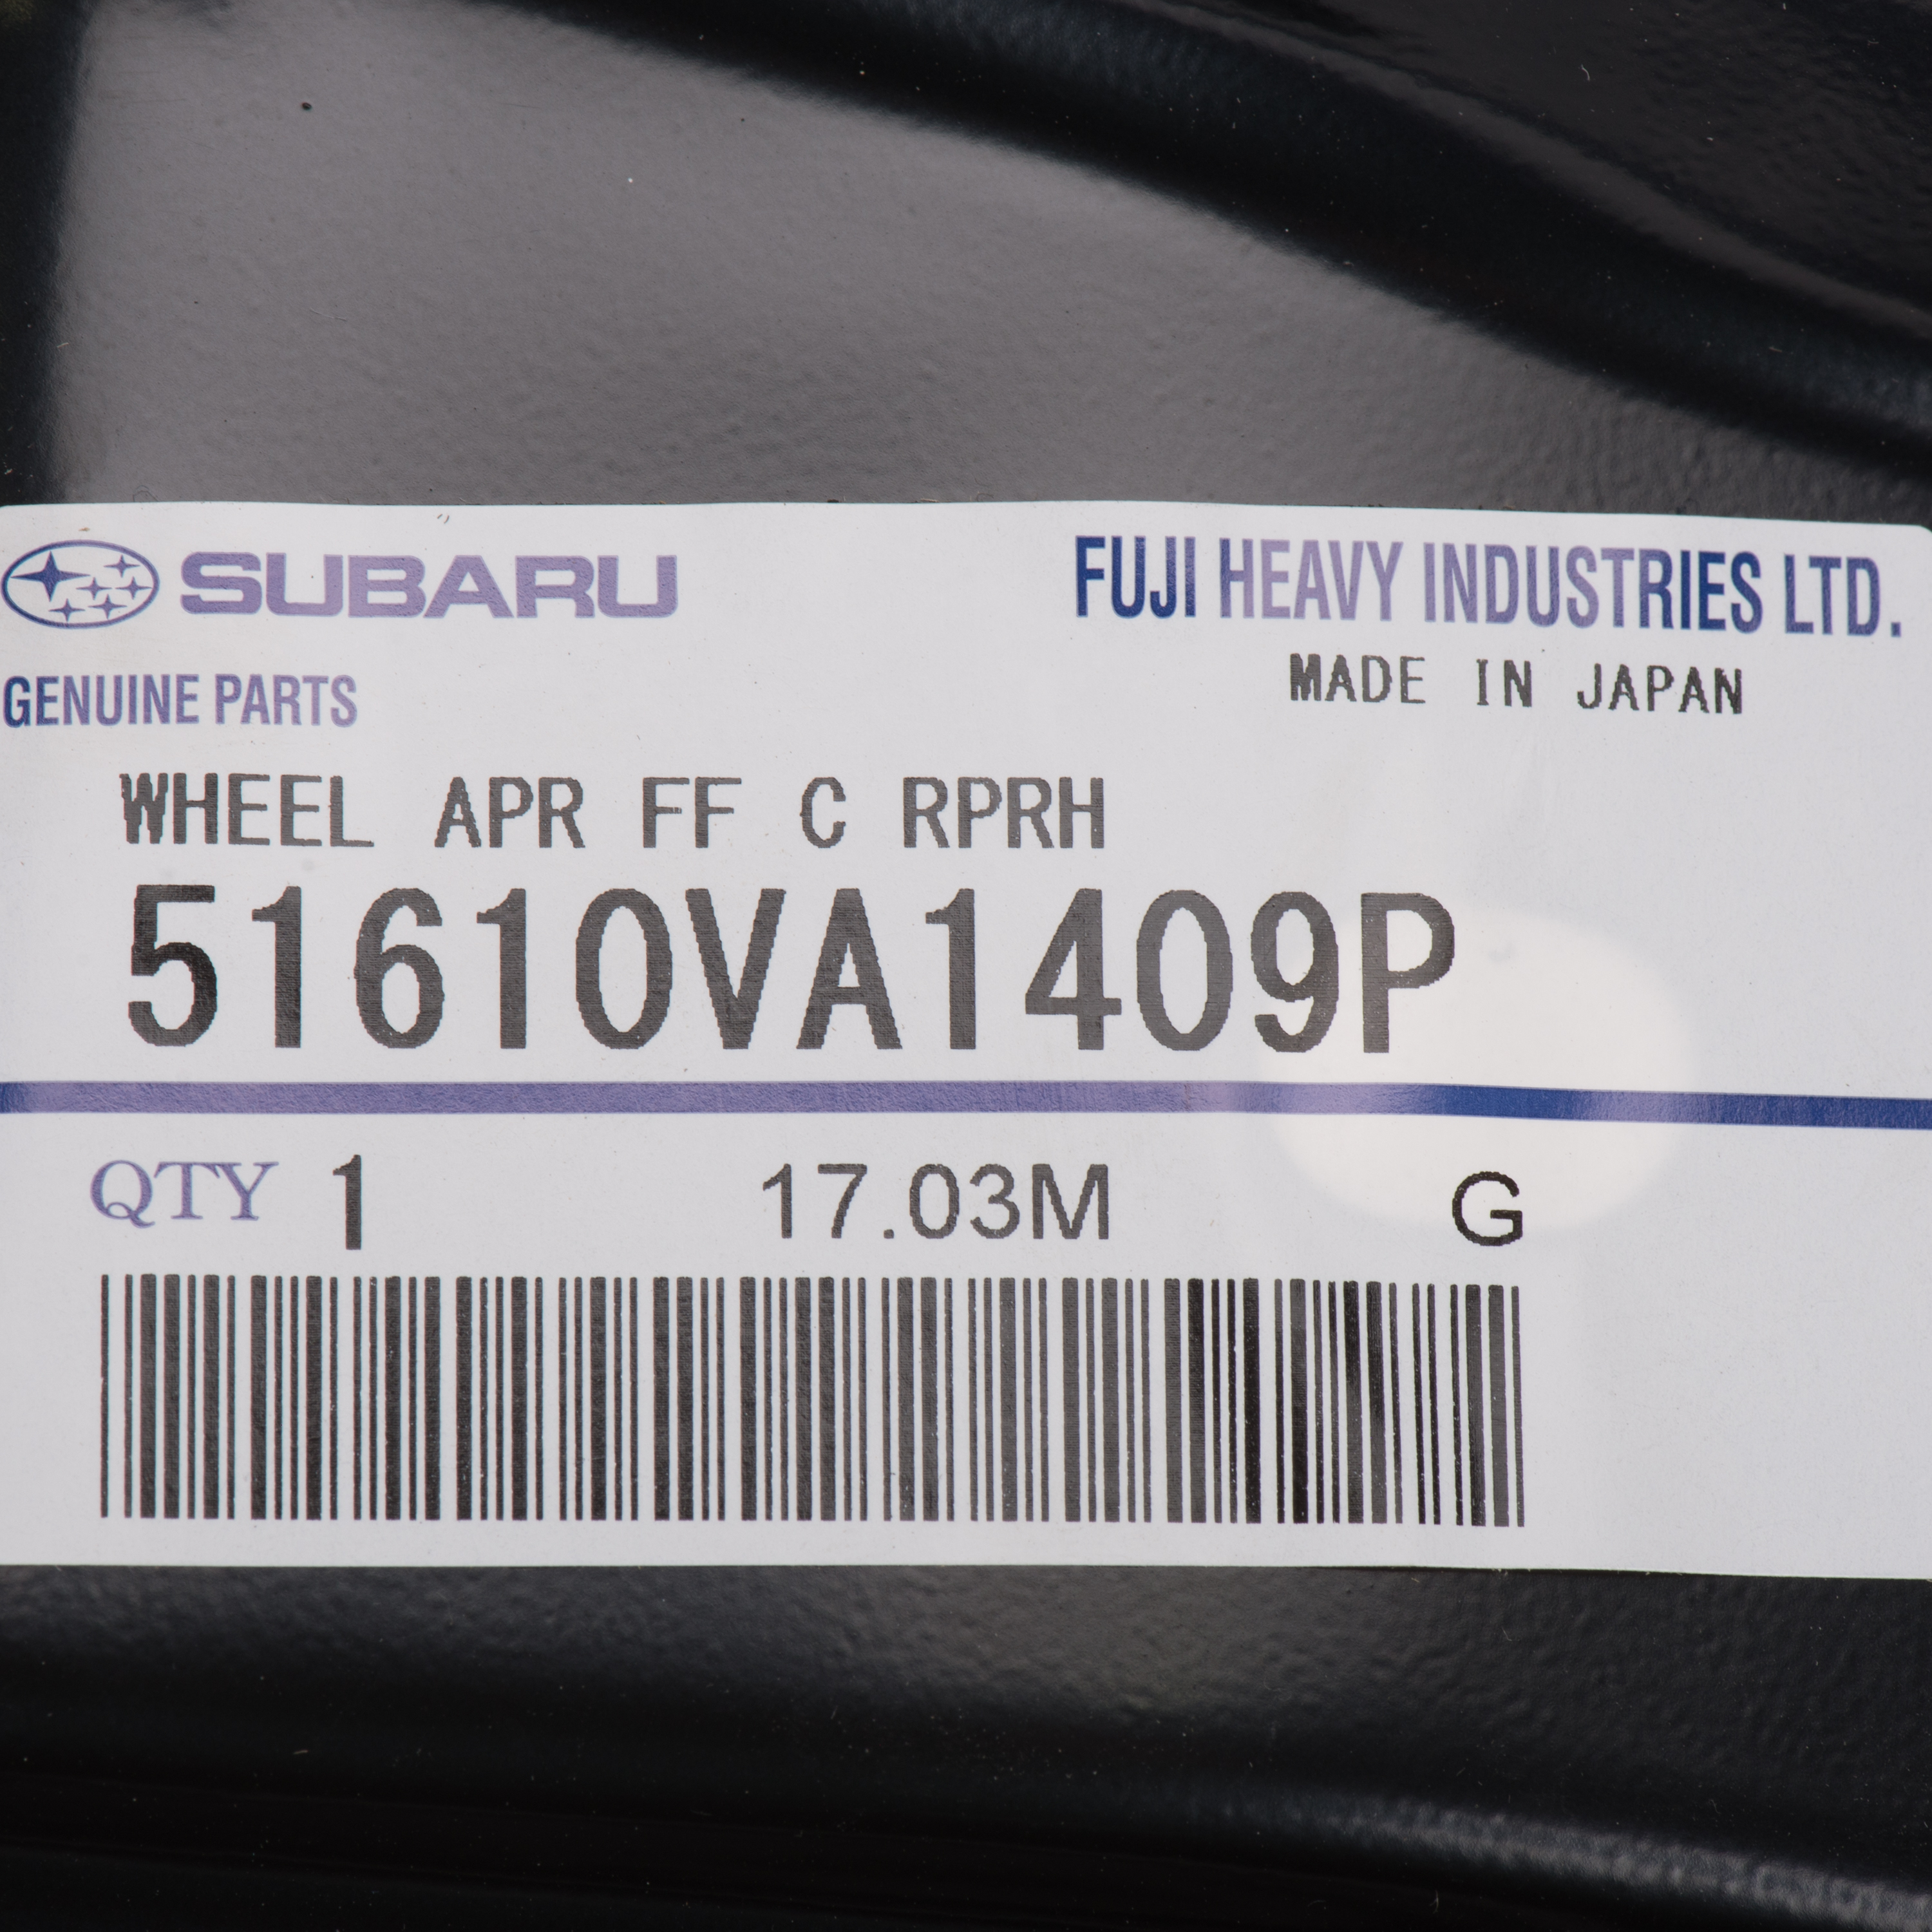 SUBARU
FUJI HEAVY INDUSTRIES LTD.
MADE IN JAPAN
GENUINE PARTS
WHEEL APR FF C RPRH
51610VA1409P
QTY 1 17.03M G